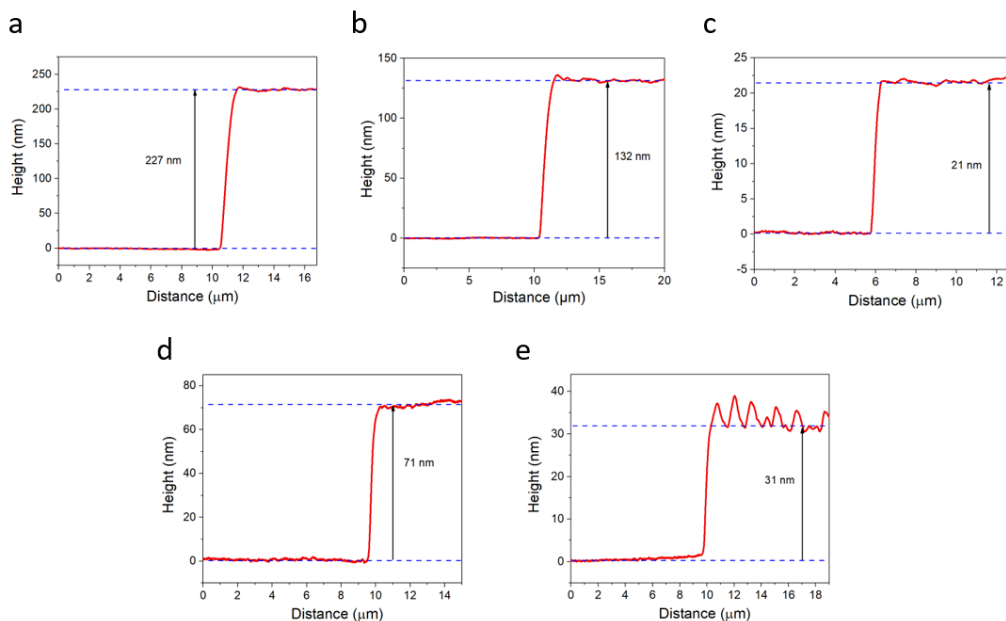 a
250
200
150
100
50
0
Height (nm)
227 nm
0 2 4 6 8 10 12 14 16
Distance (μm)
b
150
100
50
0
Height (nm)
132 nm
0 5 10 15 20
Distance (μm)
c
25
20
15
10
5
0
-5
Height (nm)
21 nm
0 2 4 6 8 10 12
Distance (μm)
d
80
60
40
20
0
Height (nm)
71 nm
0 2 4 6 8 10 12 14
Distance (μm)
e
40
30
20
10
0
Height (nm)
31 nm
0 2 4 6 8 10 12 14 16 18
Distance (μm)